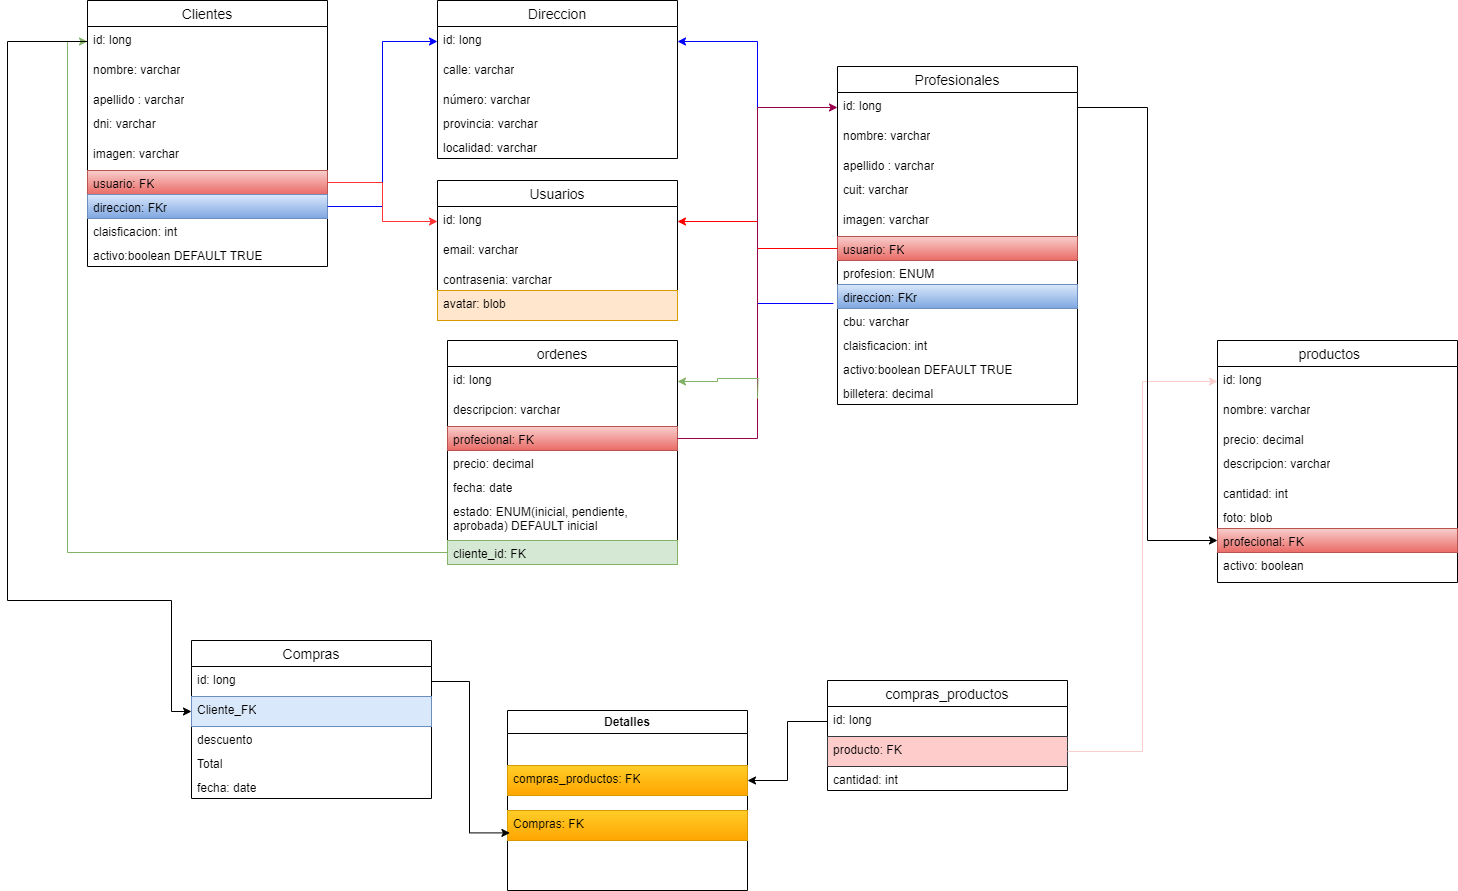 Clientes
id: long
nombre: varchar
apellido : varchar
dni: varchar
imagen: varchar
usuario: FK
direccion: FKr
claisficacion: int
activo:boolean DEFAULT TRUE
Direccion
id: long
calle: varchar
número: varchar
provincia: varchar
localidad: varchar
Usuarios
id: long
email: varchar
contrasenia: varchar
avatar: blob
ordenes
id: long
descripcion: varchar
profecional: FK
precio: decimal
fecha: date
estado: ENUM(inicial, pendiente,
aprobada) DEFAULT inicial
cliente_id: FK
Profesionales
id: long
nombre: varchar
apellido : varchar
cuit: varchar
imagen: varchar
usuario: FK
profesion: ENUM
direccion: FKr
cbu: varchar
claisficacion: int
activo:boolean DEFAULT TRUE
billetera: decimal
productos
id: long
nombre: varchar
precio: decimal
descripcion: varchar
cantidad: int
foto: blob
profecional: FK
activo: boolean
Compras
id: long
Cliente_FK
descuento
Total
fecha: date
Detalles
compras_productos: FK
Compras: FK
compras_productos
id: long
producto: FK
cantidad: int